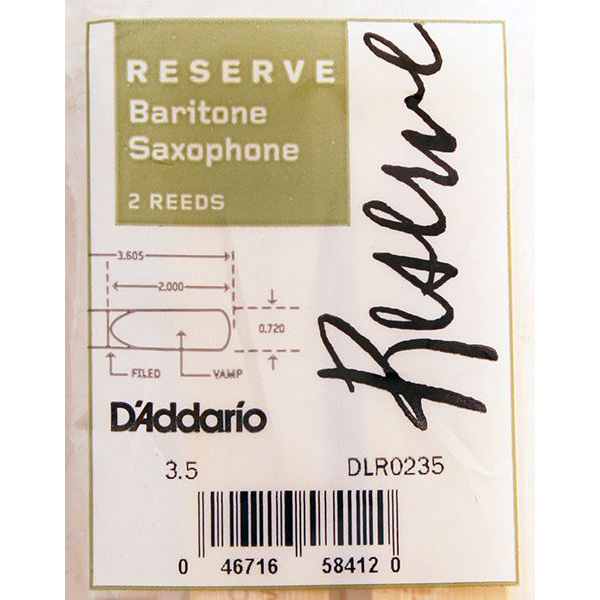 RESERVE
Baritone
Saxophone
2 REEDS
Reserve
3.605
2.000
0.720
FILED
VAMP
D'Addario
3.5
DLR0235
0 46716 58412 0